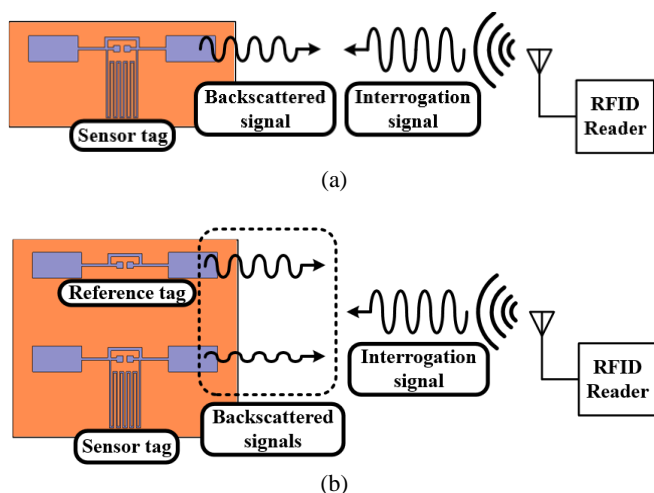 Backscattered
signal
Interrogation
signal
RFID
Reader
Sensor tag
(a)
Reference tag
Interrogation
signal
RFID
Reader
Backscattered
signals
Sensor tag
(b)